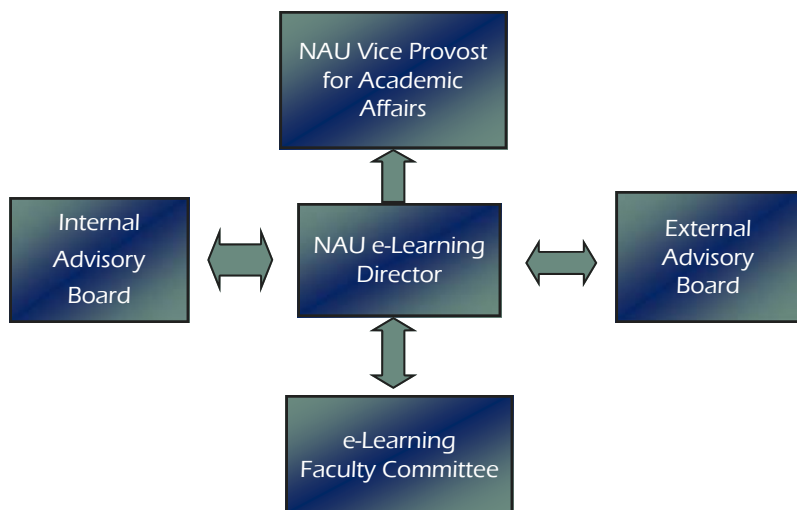 NAU Vice Provost
for Academic
Affairs
Internal
Advisory
Board
NAU e-Learning
Director
External
Advisory
Board
e-Learning
Faculty Committee